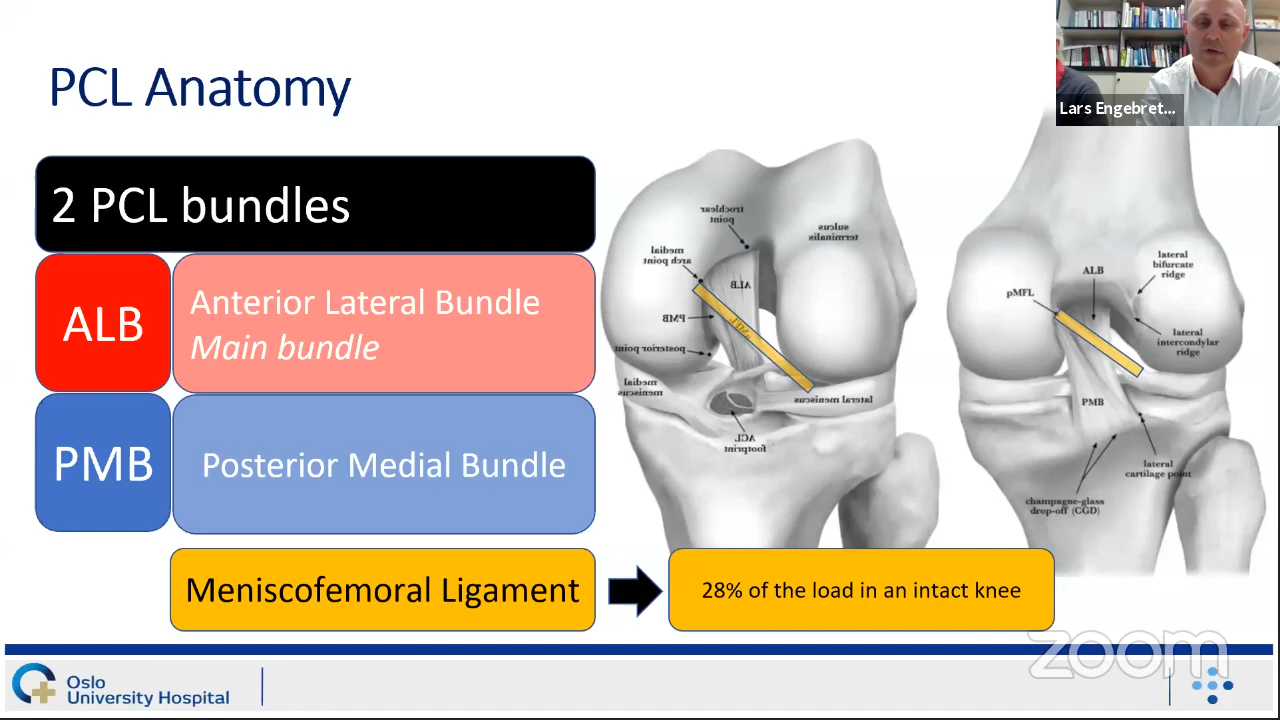 PCL Anatomy
Lars Engebret...
2 PCL bundles
ALB
Anterior Lateral Bundle
Main bundle
PMB
Posterior Medial Bundle
Meniscofemoral Ligament
28% of the load in an intact knee
trochlear
point
sulcus
terminalis
medial
arch point
ALB
PMB
posterior point
medial
meniscus
lateral meniscus
ACL
footprint
lateral
bifurcate
ridge
ALB
pMFL
lateral
intercondylar
ridge
PMB
lateral
cartilage point
champagne-glass
drop-off (CGD)
zoom
Oslo
University Hospital